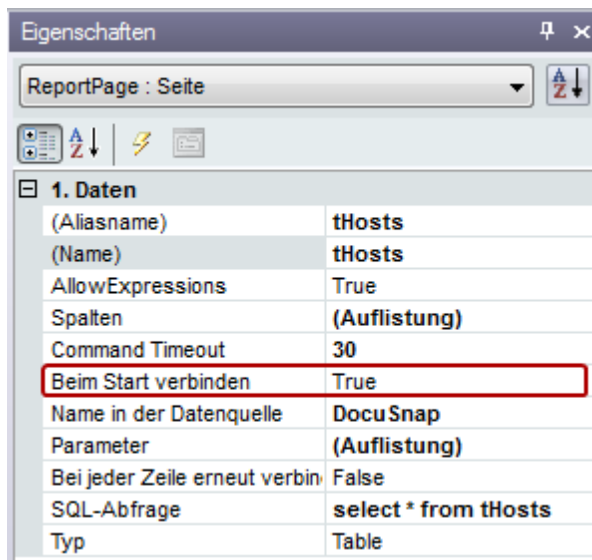 Eigenschaften
ReportPage : Seite
1. Daten
(Aliasname) tHosts
(Name) tHosts
AllowExpressions True
Spalten (Auflistung)
Command Timeout 30
Beim Start verbinden True
Name in der Datenquelle DocuSnap
Parameter (Auflistung)
Bei jeder Zeile erneut verbin False
SQL-Abfrage select * from tHosts
Typ Table